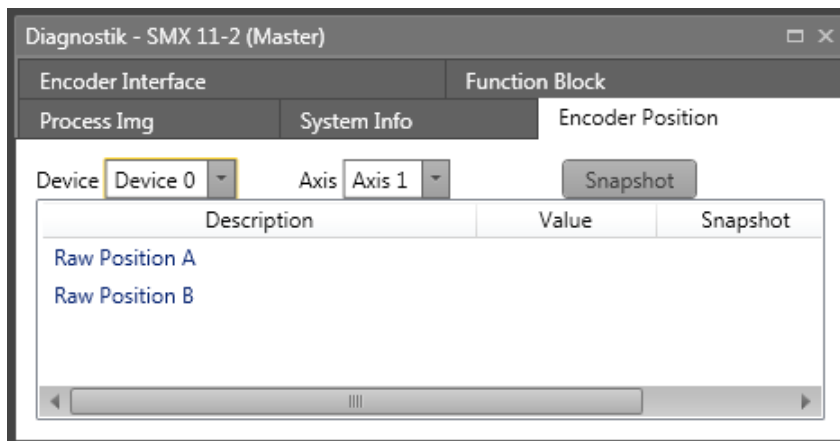 Diagnostik - SMX 11-2 (Master)
Encoder Interface Function Block
Process Img System Info Encoder Position
Device Device 0 Axis Axis 1 Snapshot
Description Value Snapshot
Raw Position A
Raw Position B